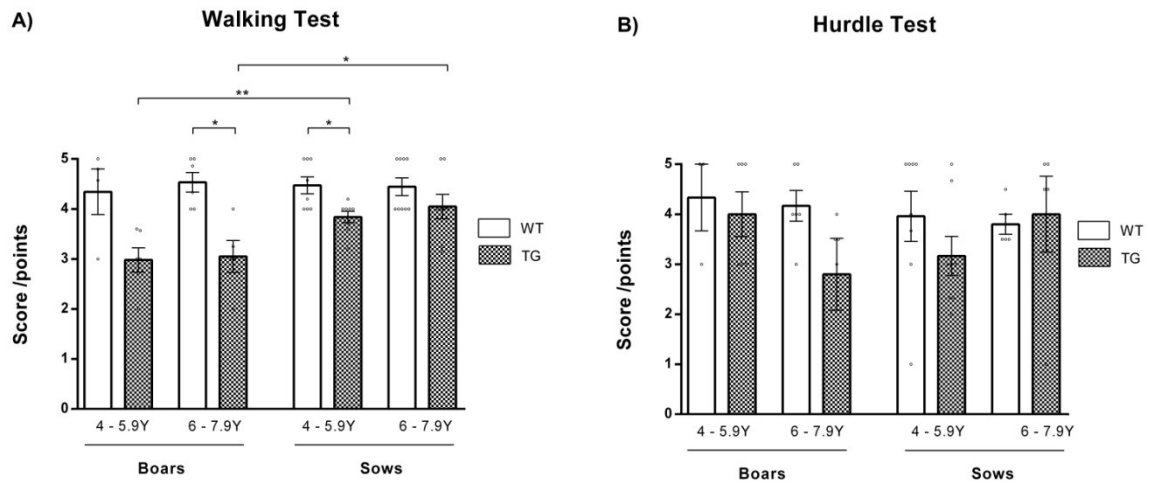 A)
Walking Test
*
**
*
*
Score /points
5
4
3
2
1
0
WT
TG
4 - 5.9Y 6 - 7.9Y 4 - 5.9Y 6 - 7.9Y
Boars Sows
B)
Hurdle Test
Score /points
5
4
3
2
1
0
WT
TG
4 - 5.9Y 6 - 7.9Y 4 - 5.9Y 6 - 7.9Y
Boars Sows